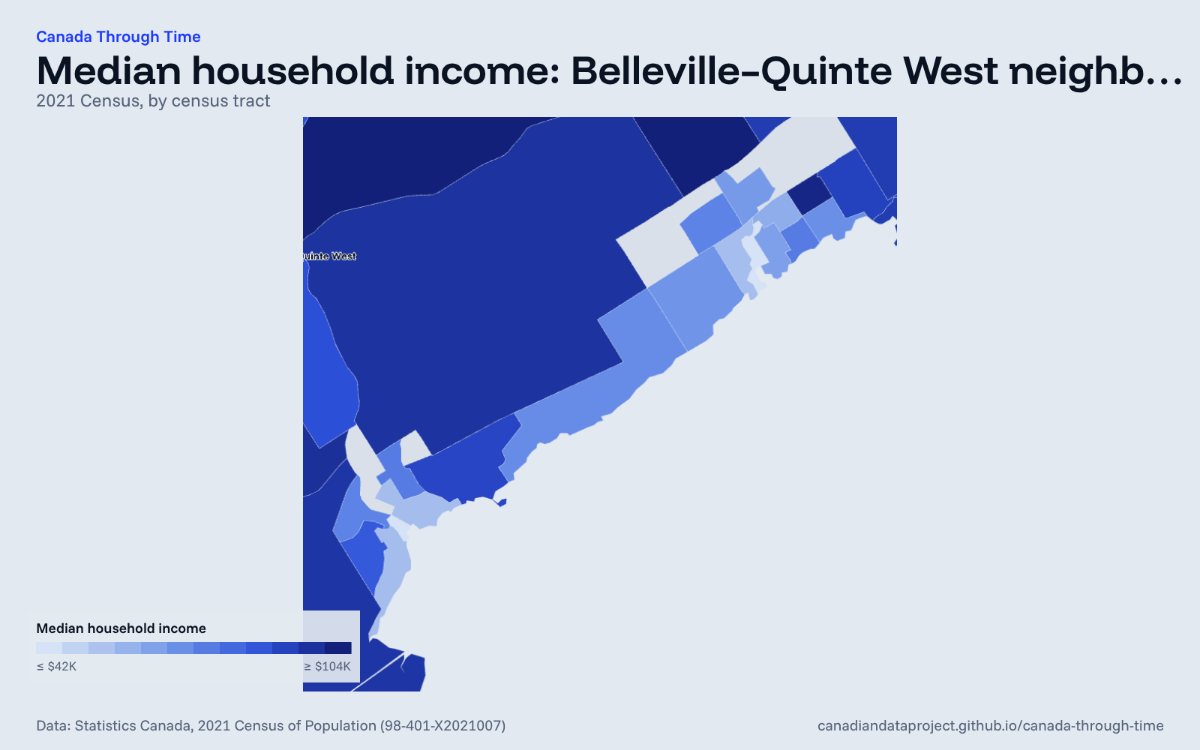 Canada Through Time
Median household income: Belleville–Quinte West neighb…
2021 Census, by census tract
uinte West
Median household income
≤ $42K
≥ $104K
Data: Statistics Canada, 2021 Census of Population (98-401-X2021007)
canadiandataproject.github.io/canada-through-time